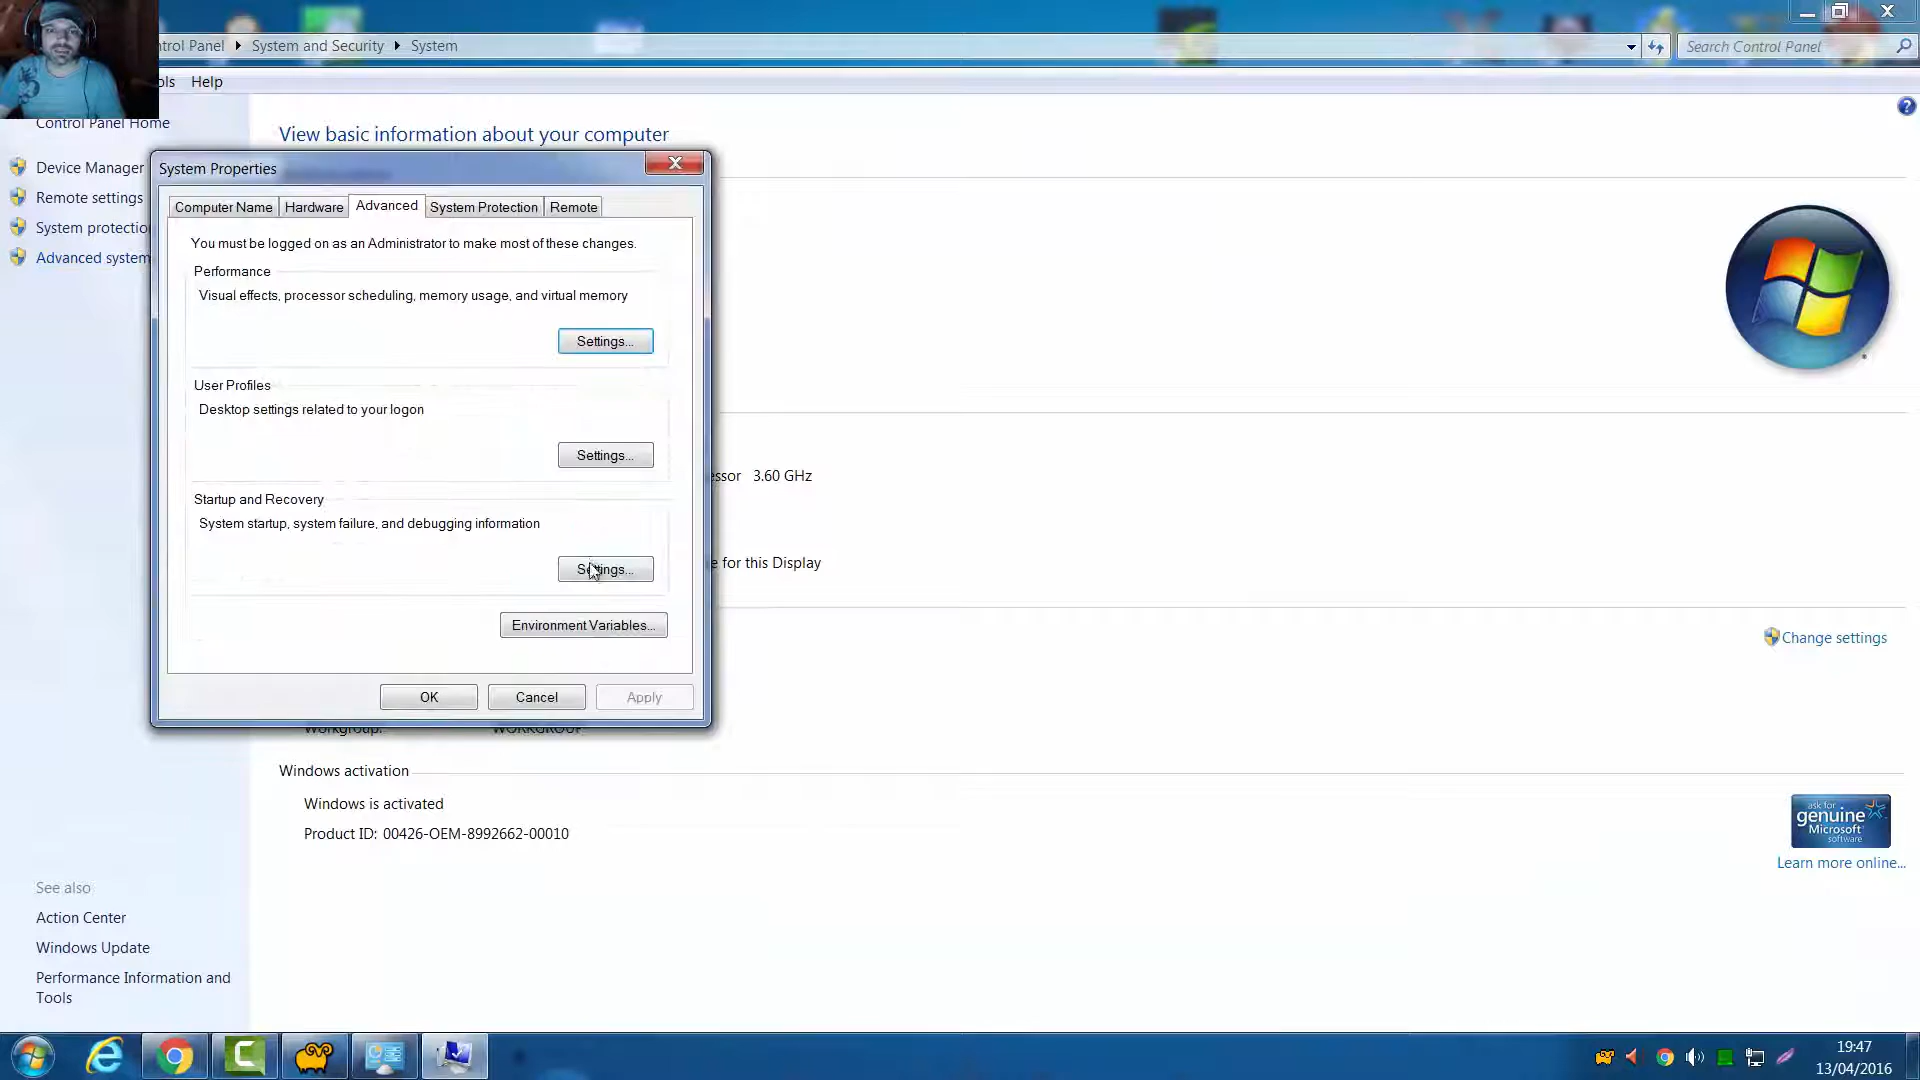 ntrol Panel ▸ System and Security ▸ System
Search Control Panel
ols Help
Control Panel Home
Device Manager
Remote settings
System protectio
Advanced system
View basic information about your computer
System Properties
Computer Name Hardware Advanced System Protection Remote
You must be logged on as an Administrator to make most of these changes.
Performance
Visual effects, processor scheduling, memory usage, and virtual memory
Settings...
User Profiles
Desktop settings related to your logon
Settings...
Startup and Recovery
System startup, system failure, and debugging information
Settings...
Environment Variables...
OK Cancel Apply
essor 3.60 GHz
e for this Display
Change settings
Workgroup: WORKGROUP
Windows activation
Windows is activated
Product ID: 00426-OEM-8992662-00010
ask for
genuine
Microsoft
software
Learn more online...
See also
Action Center
Windows Update
Performance Information and
Tools
19:47
13/04/2016